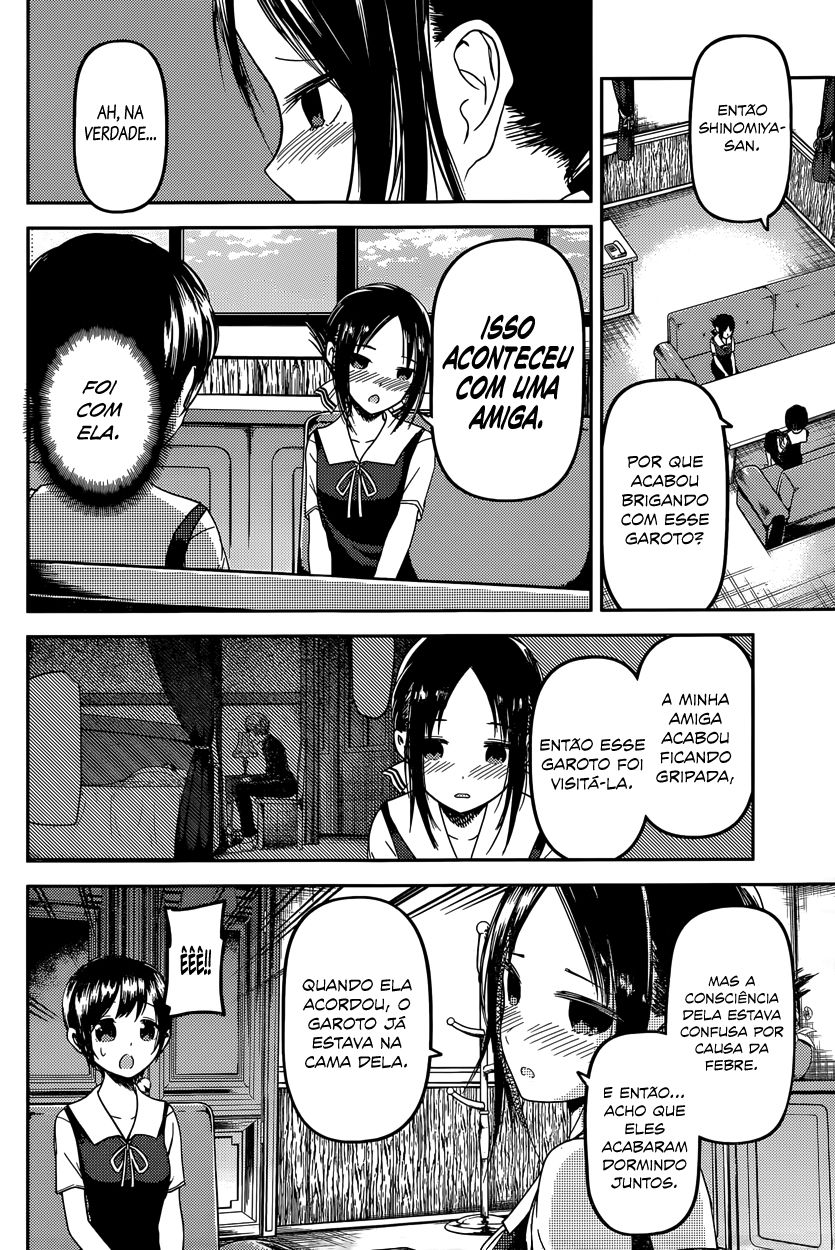 ENTÃO
SHINOMIYA-
SAN.
POR QUE
ACABOU
BRIGANDO
COM ESSE
GAROTO?
AH, NA
VERDADE...
ISSO
ACONTECEU
COM UMA
AMIGA.
FOI
COM
ELA.
A MINHA
AMIGA
ACABOU
FICANDO
GRIPADA,
ENTÃO ESSE
GAROTO FOI
VISITÁ-LA.
MAS A
CONSCIÊNCIA
DELA ESTAVA
CONFUSA POR
CAUSA DA
FEBRE.
E ENTÃO...
ACHO QUE
ELES
ACABARAM
DORMINDO
JUNTOS.
QUANDO ELA
ACORDOU, O
GAROTO JÁ
ESTAVA NA
CAMA DELA.
ÊÊÊ!!